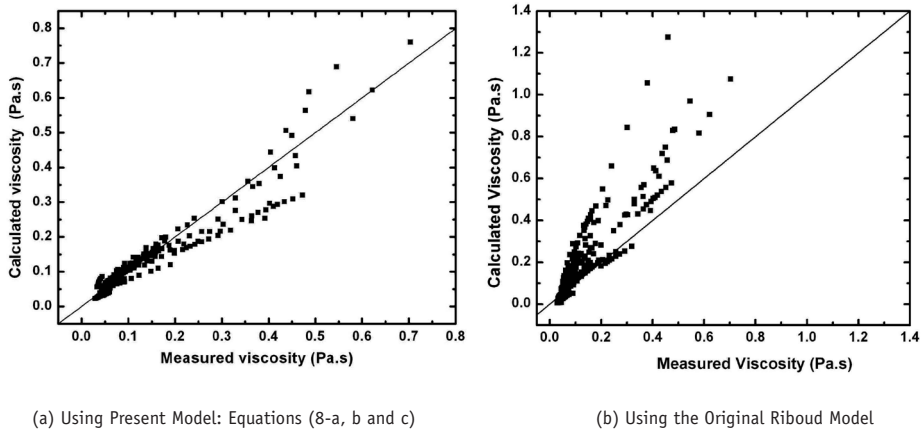 0.8
0.7
0.6
0.5
0.4
0.3
0.2
0.1
0.0
Calculated viscosity (Pa.s)
0.0 0.1 0.2 0.3 0.4 0.5 0.6 0.7 0.8
Measured viscosity (Pa.s)
(a) Using Present Model: Equations (8-a, b and c)
1.4
1.2
1.0
0.8
0.6
0.4
0.2
0.0
Calculated Viscosity (Pa.s)
0.0 0.2 0.4 0.6 0.8 1.0 1.2 1.4
Measured Viscosity (Pa.s)
(b) Using the Original Riboud Model